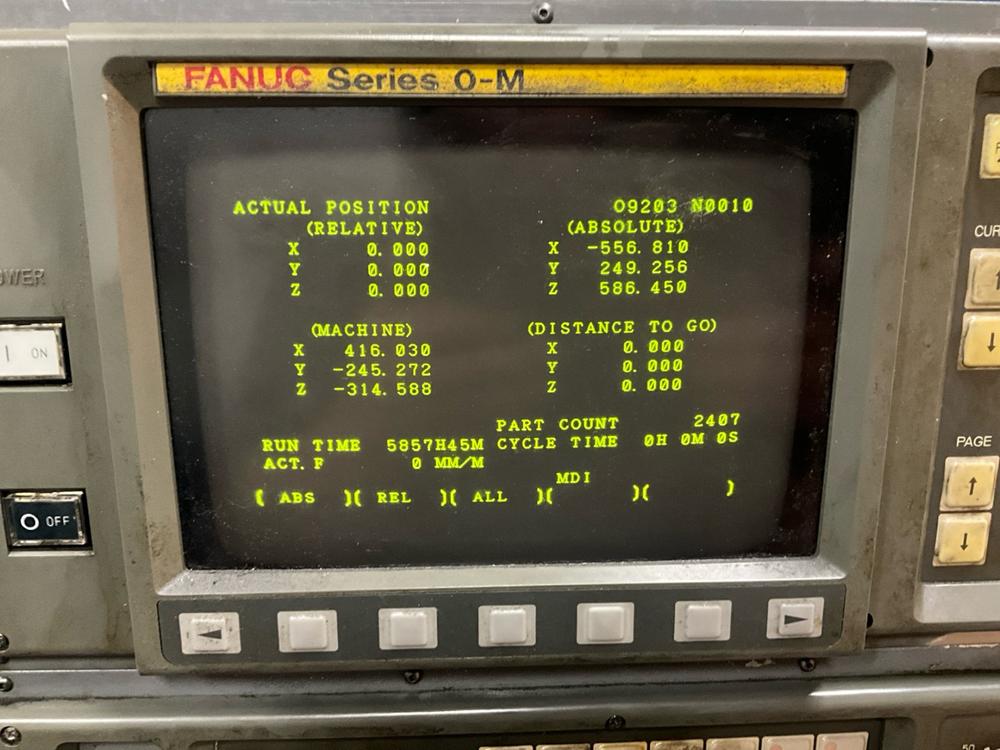 FANUC Series O-M
ACTUAL POSITION O9203 N0010
(RELATIVE) (ABSOLUTE)
X 0.000 X -556.810
Y 0.000 Y 249.256
Z 0.000 Z 586.450
(MACHINE) (DISTANCE TO GO)
X 416.030 X 0.000
Y -245.272 Y 0.000
Z -314.588 Z 0.000
PART COUNT 2407
RUN TIME 5857H45M CYCLE TIME 0H 0M 0S
ACT.F 0 MM/M
MDI
( ABS )( REL )( ALL )( )( )
ON
OFF
PAGE